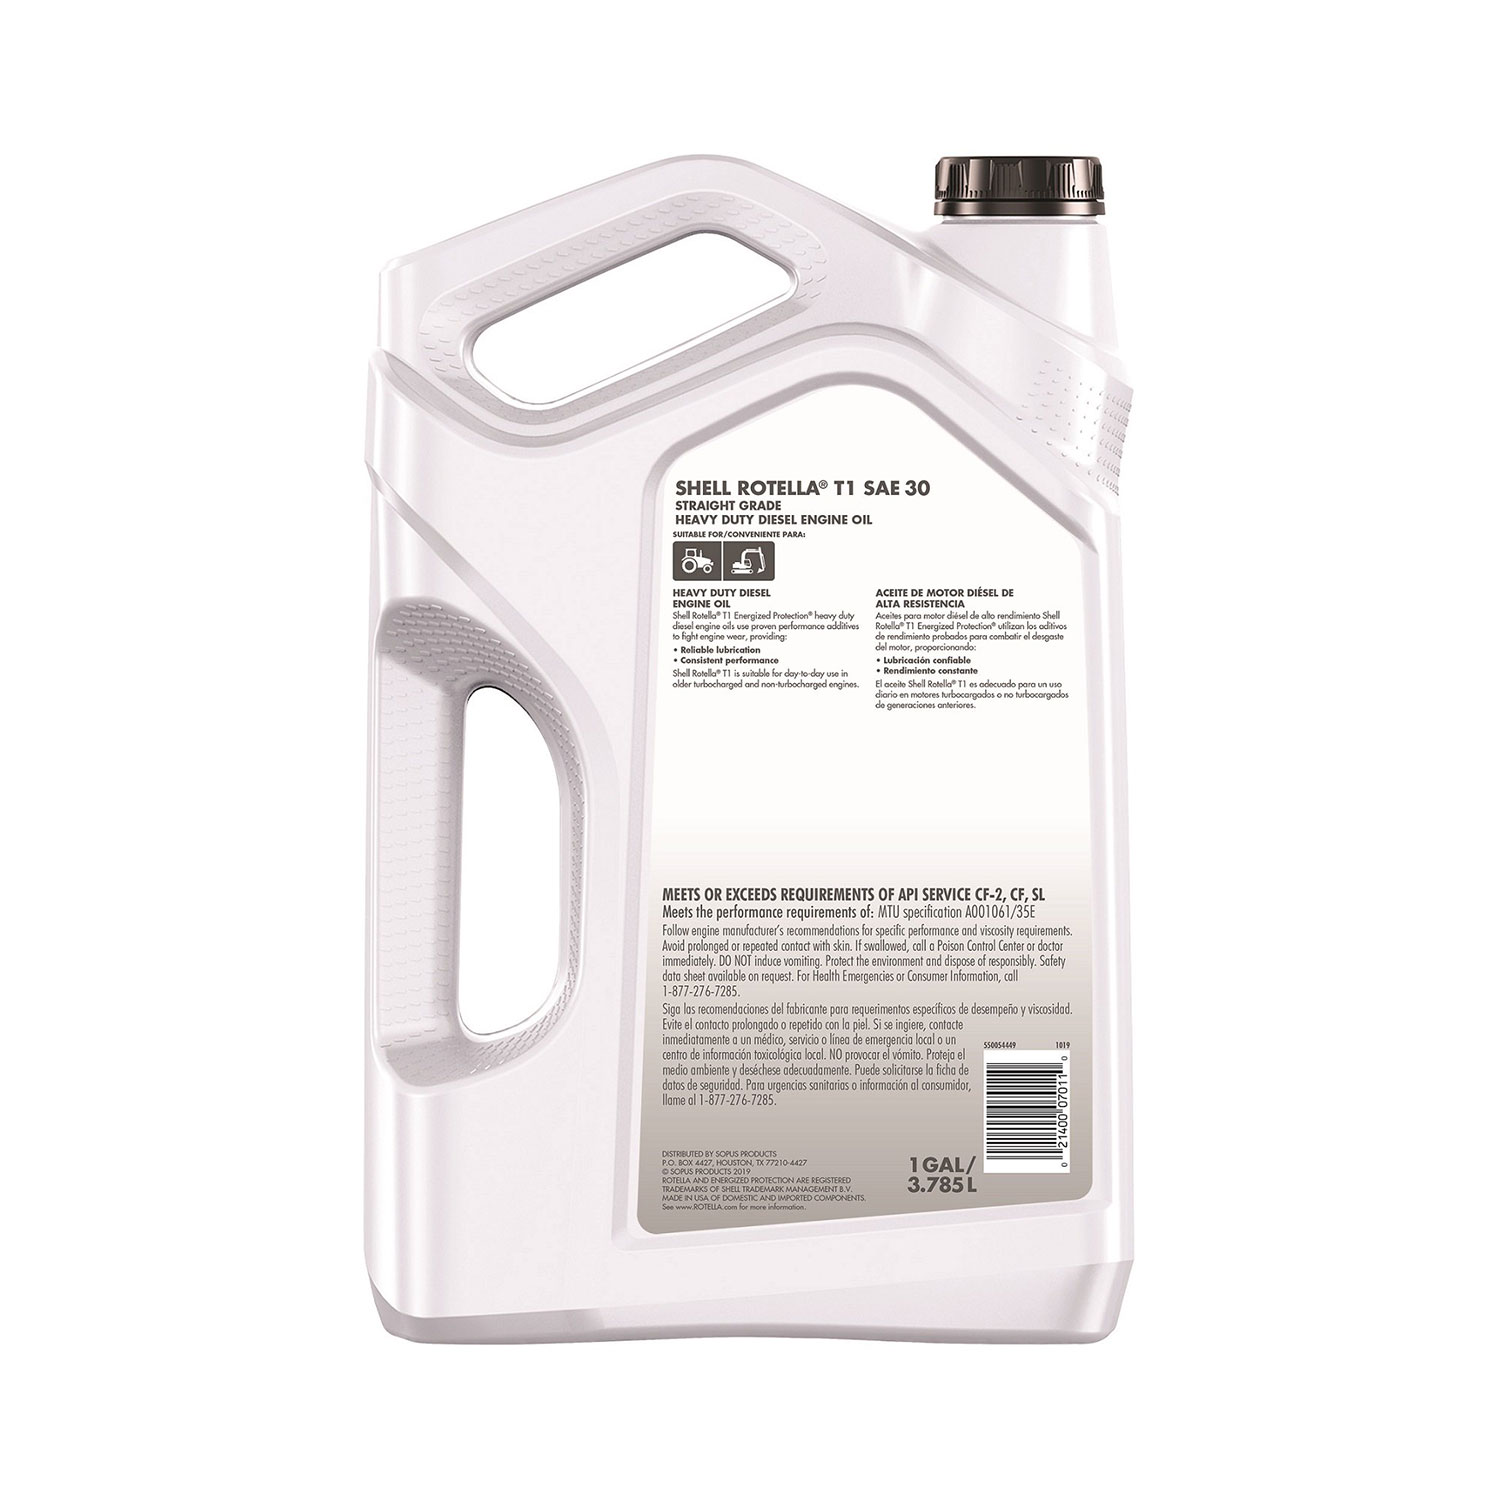 SHELL ROTELLA® T1 SAE 30
STRAIGHT GRADE
HEAVY DUTY DIESEL ENGINE OIL
SUITABLE FOR/CONVENIENTE PARA:
HEAVY DUTY DIESEL
ENGINE OIL
Shell Rotella® T1 Energized Protection® heavy duty
diesel engine oils use proven performance additives
to fight engine wear, providing:
• Reliable lubrication
• Consistent performance
Shell Rotella® T1 is suitable for day-to-day use in
older turbocharged and non-turbocharged engines.
ACEITE DE MOTOR DIÉSEL DE
ALTA RESISTENCIA
Aceites para motor diésel de alto rendimiento Shell
Rotella® T1 Energized Protection® utilizan los aditivos
de rendimiento probados para combatir el desgaste
del motor, proporcionando:
• Lubricación confiable
• Rendimiento constante
El aceite Shell Rotella® T1 es adecuado para un uso
diario en motores turbocargados o no turbocargados
de generaciones anteriores.
MEETS OR EXCEEDS REQUIREMENTS OF API SERVICE CF-2, CF, SL
Meets the performance requirements of: MTU specification A001061/35E
Follow engine manufacturer's recommendations for specific performance and viscosity requirements.
Avoid prolonged or repeated contact with skin. If swallowed, call a Poison Control Center or doctor
immediately. DO NOT induce vomiting. Protect the environment and dispose of responsibly. Safety
data sheet available on request. For Health Emergencies or Consumer Information, call
1-877-276-7285.
Siga las recomendaciones del fabricante para requerimientos específicos de desempeño y viscosidad.
Evite el contacto prolongado o repetido con la piel. Si se ingiere, contacte
inmediatamente a un médico, servicio o línea de emergencia local o un
centro de información toxicológica local. NO provocar el vómito. Proteja el
medio ambiente y deséchese adecuadamente. Puede solicitarse la ficha de
datos de seguridad. Para urgencias sanitarias o información al consumidor,
llame al 1-877-276-7285.
550054449 1019
0 21400 07011 0
DISTRIBUTED BY SOPUS PRODUCTS
P.O. BOX 4427, HOUSTON, TX 77210-4427
© SOPUS PRODUCTS 2019
ROTELLA AND ENERGIZED PROTECTION ARE REGISTERED
TRADEMARKS OF SHELL TRADEMARK MANAGEMENT B.V.
MADE IN USA OF DOMESTIC AND IMPORTED COMPONENTS.
See www.ROTELLA.com for more information.
1 GAL/
3.785 L